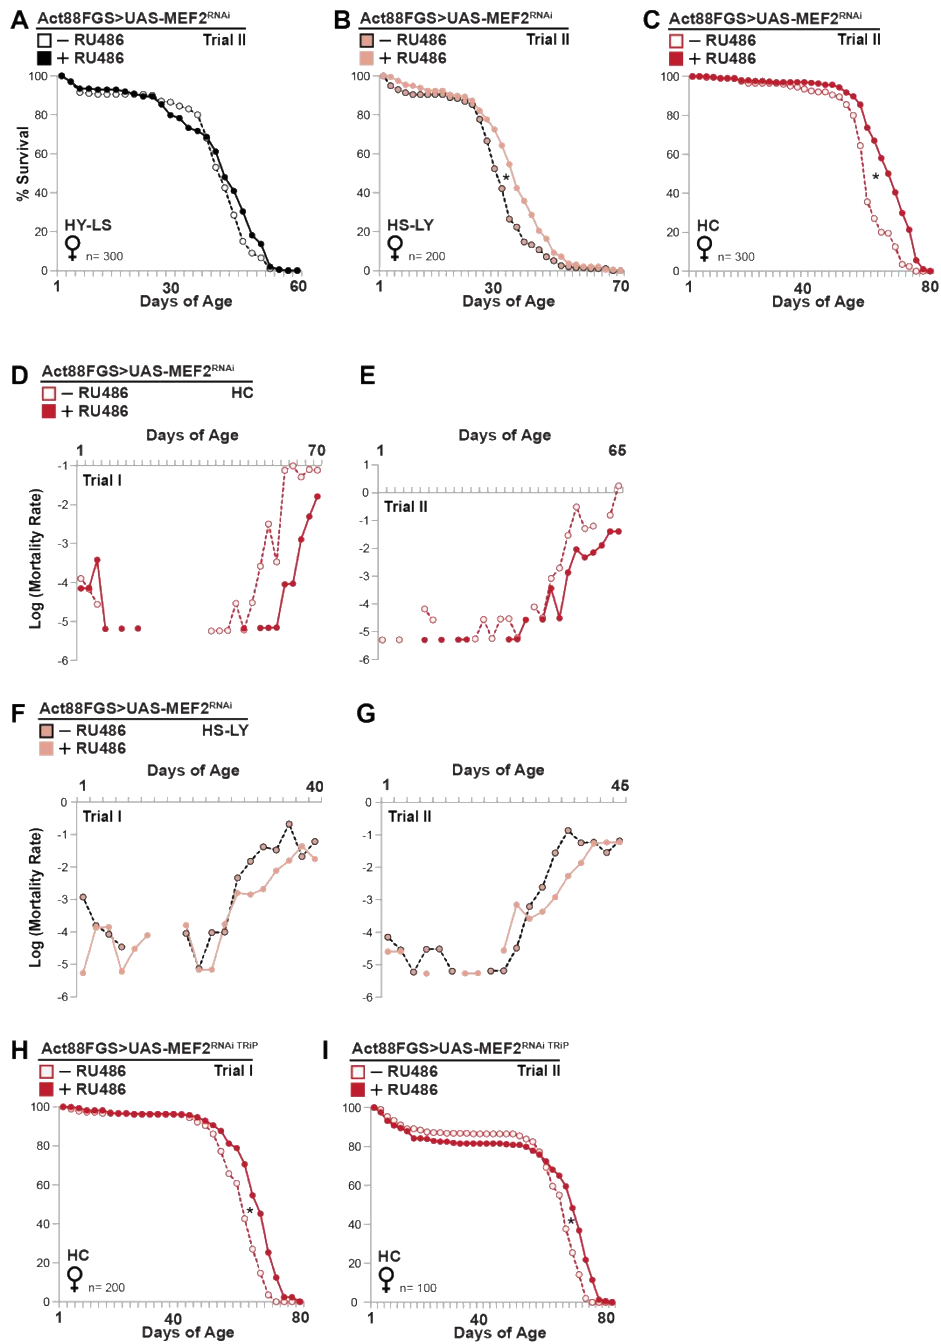 A Act88FGS>UAS-MEF2RNAi
– RU486 Trial II
+ RU486
100
80
60
40
20
0
% Survival
HY-LS
♀ n= 300
1 30 60
Days of Age
B Act88FGS>UAS-MEF2RNAi
– RU486 Trial II
+ RU486
100
80
60
40
20
0
*
HS-LY
♀ n= 200
1 30 70
Days of Age
C Act88FGS>UAS-MEF2RNAi
– RU486 Trial II
+ RU486
100
80
60
40
20
0
*
HC
♀ n= 300
1 40 80
Days of Age
D Act88FGS>UAS-MEF2RNAi
– RU486 HC
+ RU486
Days of Age
1 70
-1
-2
-3
-4
-5
-6
Log (Mortality Rate)
Trial I
E
Days of Age
1 65
1
0
-1
-2
-3
-4
-5
-6
Trial II
F Act88FGS>UAS-MEF2RNAi
– RU486 HS-LY
+ RU486
Days of Age
1 40
0
-1
-2
-3
-4
-5
-6
Log (Mortality Rate)
Trial I
G
Days of Age
1 45
0
-1
-2
-3
-4
-5
-6
Trial II
H Act88FGS>UAS-MEF2RNAi TRiP
– RU486 Trial I
+ RU486
100
80
60
40
20
0
*
HC
♀ n= 200
1 40 80
Days of Age
I Act88FGS>UAS-MEF2RNAi TRiP
– RU486 Trial II
+ RU486
100
80
60
40
20
0
*
HC
♀ n= 100
1 40 80
Days of Age